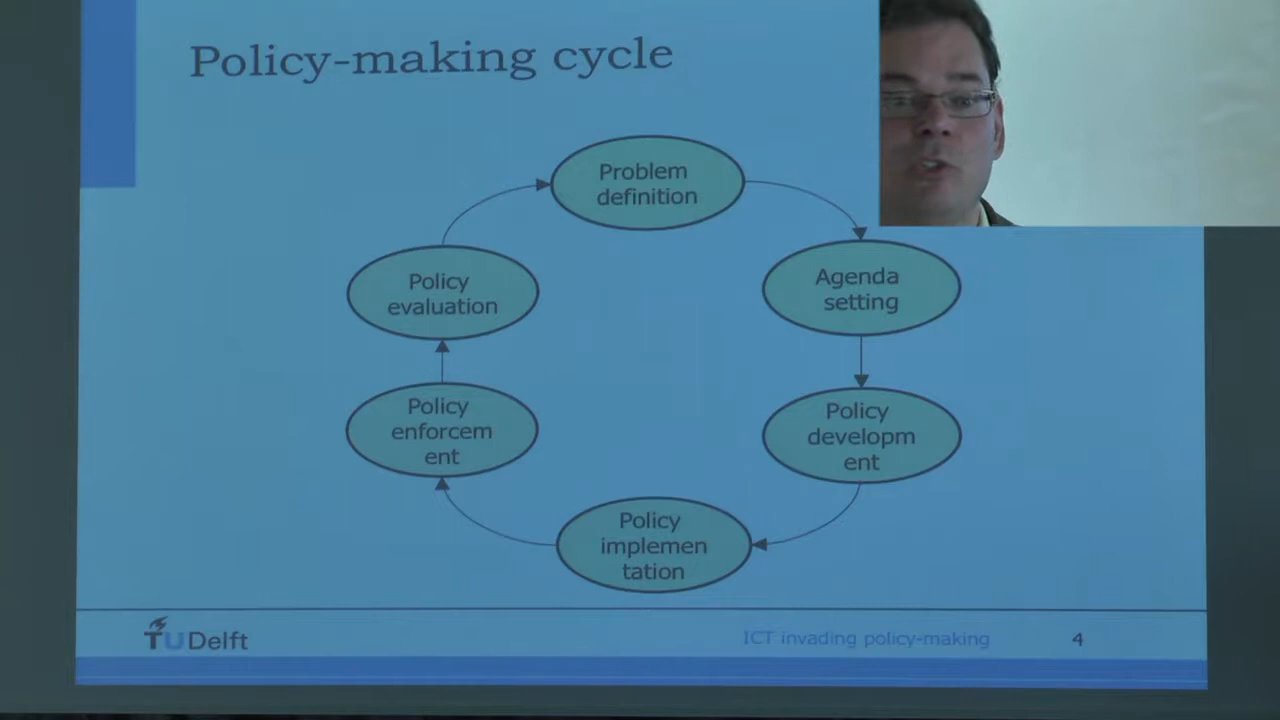 Policy-making cycle
Problem
definition
Agenda
setting
Policy
developm
ent
Policy
implemen
tation
Policy
enforcem
ent
Policy
evaluation
TUDelft
ICT invading policy-making
4